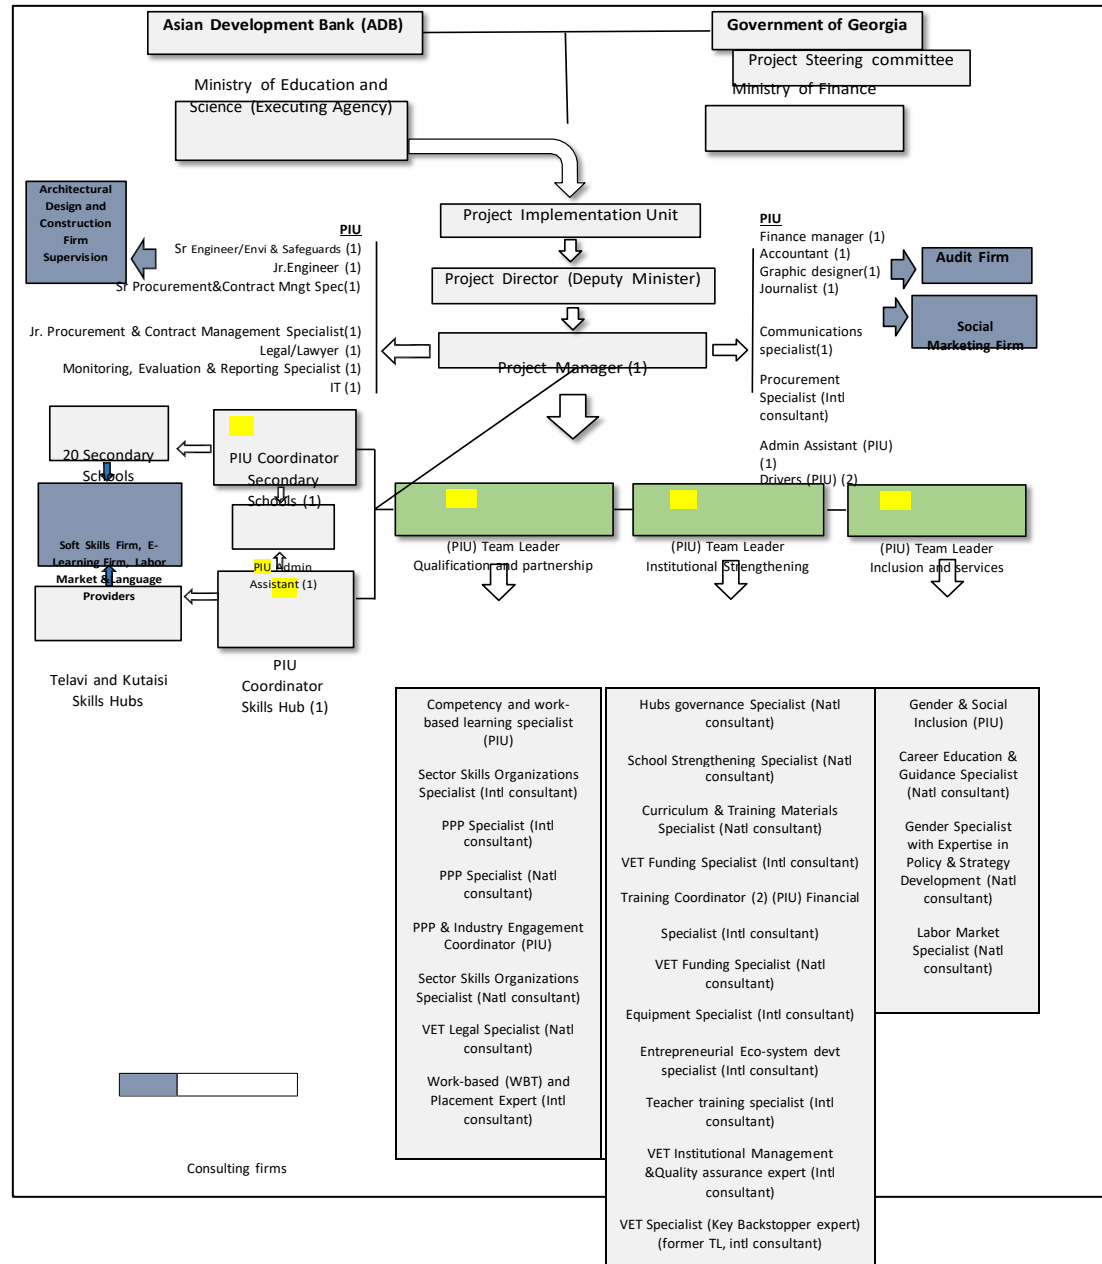 Asian Development Bank (ADB)
Government of Georgia
Project Steering committee
Ministry of Education and
Science (Executing Agency)
Ministry of Finance
Architectural
Design and
Construction
Firm
Supervision
PIU
Sr Engineer/Envi & Safeguards (1)
Jr.Engineer (1)
Sr Procurement&Contract Mngt Spec(1)
Jr. Procurement & Contract Management Specialist(1)
Legal/Lawyer (1)
Monitoring, Evaluation & Reporting Specialist (1)
IT (1)
Project Implementation Unit
Project Director (Deputy Minister)
Project Manager (1)
PIU
Finance manager (1)
Accountant (1)
Graphic designer(1)
Journalist (1)
Communications
specialist(1)
Procurement
Specialist (Intl
consultant)
Admin Assistant (PIU)
(1)
Drivers (PIU) (2)
Audit Firm
Social
Marketing Firm
20 Secondary
Schools
PIU Coordinator
Secondary
Schools (1)
Soft Skills Firm, E-
Learning Firm, Labor
Market & Language
Providers
PIU Admin
Assistant (1)
Telavi and Kutaisi
Skills Hubs
PIU
Coordinator
Skills Hub (1)
(PIU) Team Leader
Qualification and partnership
(PIU) Team Leader
Institutional Strengthening
(PIU) Team Leader
Inclusion and services
Competency and work-
based learning specialist
(PIU)
Sector Skills Organizations
Specialist (Intl consultant)
PPP Specialist (Intl
consultant)
PPP Specialist (Natl
consultant)
PPP & Industry Engagement
Coordinator (PIU)
Sector Skills Organizations
Specialist (Natl consultant)
VET Legal Specialist (Natl
consultant)
Work-based (WBT) and
Placement Expert (Intl
consultant)
Hubs governance Specialist (Natl
consultant)
School Strengthening Specialist (Natl
consultant)
Curriculum & Training Materials
Specialist (Natl consultant)
VET Funding Specialist (Intl consultant)
Training Coordinator (2) (PIU) Financial
Specialist (Intl consultant)
VET Funding Specialist (Natl
consultant)
Equipment Specialist (Intl consultant)
Entrepreneurial Eco-system devt
specialist (Intl consultant)
Teacher training specialist (Intl
consultant)
VET Institutional Management
&Quality assurance expert (Intl
consultant)
VET Specialist (Key Backstopper expert)
(former TL, intl consultant)
Gender & Social
Inclusion (PIU)
Career Education &
Guidance Specialist
(Natl consultant)
Gender Specialist
with Expertise in
Policy & Strategy
Development (Natl
consultant)
Labor Market
Specialist (Natl
consultant)
Consulting firms